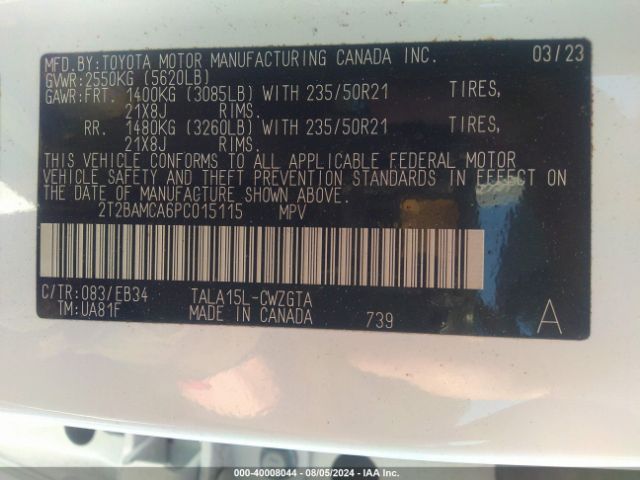 MFD.BY:TOYOTA MOTOR MANUFACTURING CANADA INC. 03/23
GVWR:2550KG (5620LB)
GAWR:FRT. 1400KG (3085LB) WITH 235/50R21 TIRES,
21X8J RIMS.
RR. 1480KG (3260LB) WITH 235/50R21 TIRES,
21X8J RIMS.
THIS VEHICLE CONFORMS TO ALL APPLICABLE FEDERAL MOTOR
VEHICLE SAFETY AND THEFT PREVENTION STANDARDS IN EFFECT ON
THE DATE OF MANUFACTURE SHOWN ABOVE.
2T2BAMCA6PC015115 MPV
C/TR:083/EB34 TALA15L-CWZGTA
TM:UA81F MADE IN CANADA 739 A
000-40008044 - 08/05/2024 - IAA Inc.